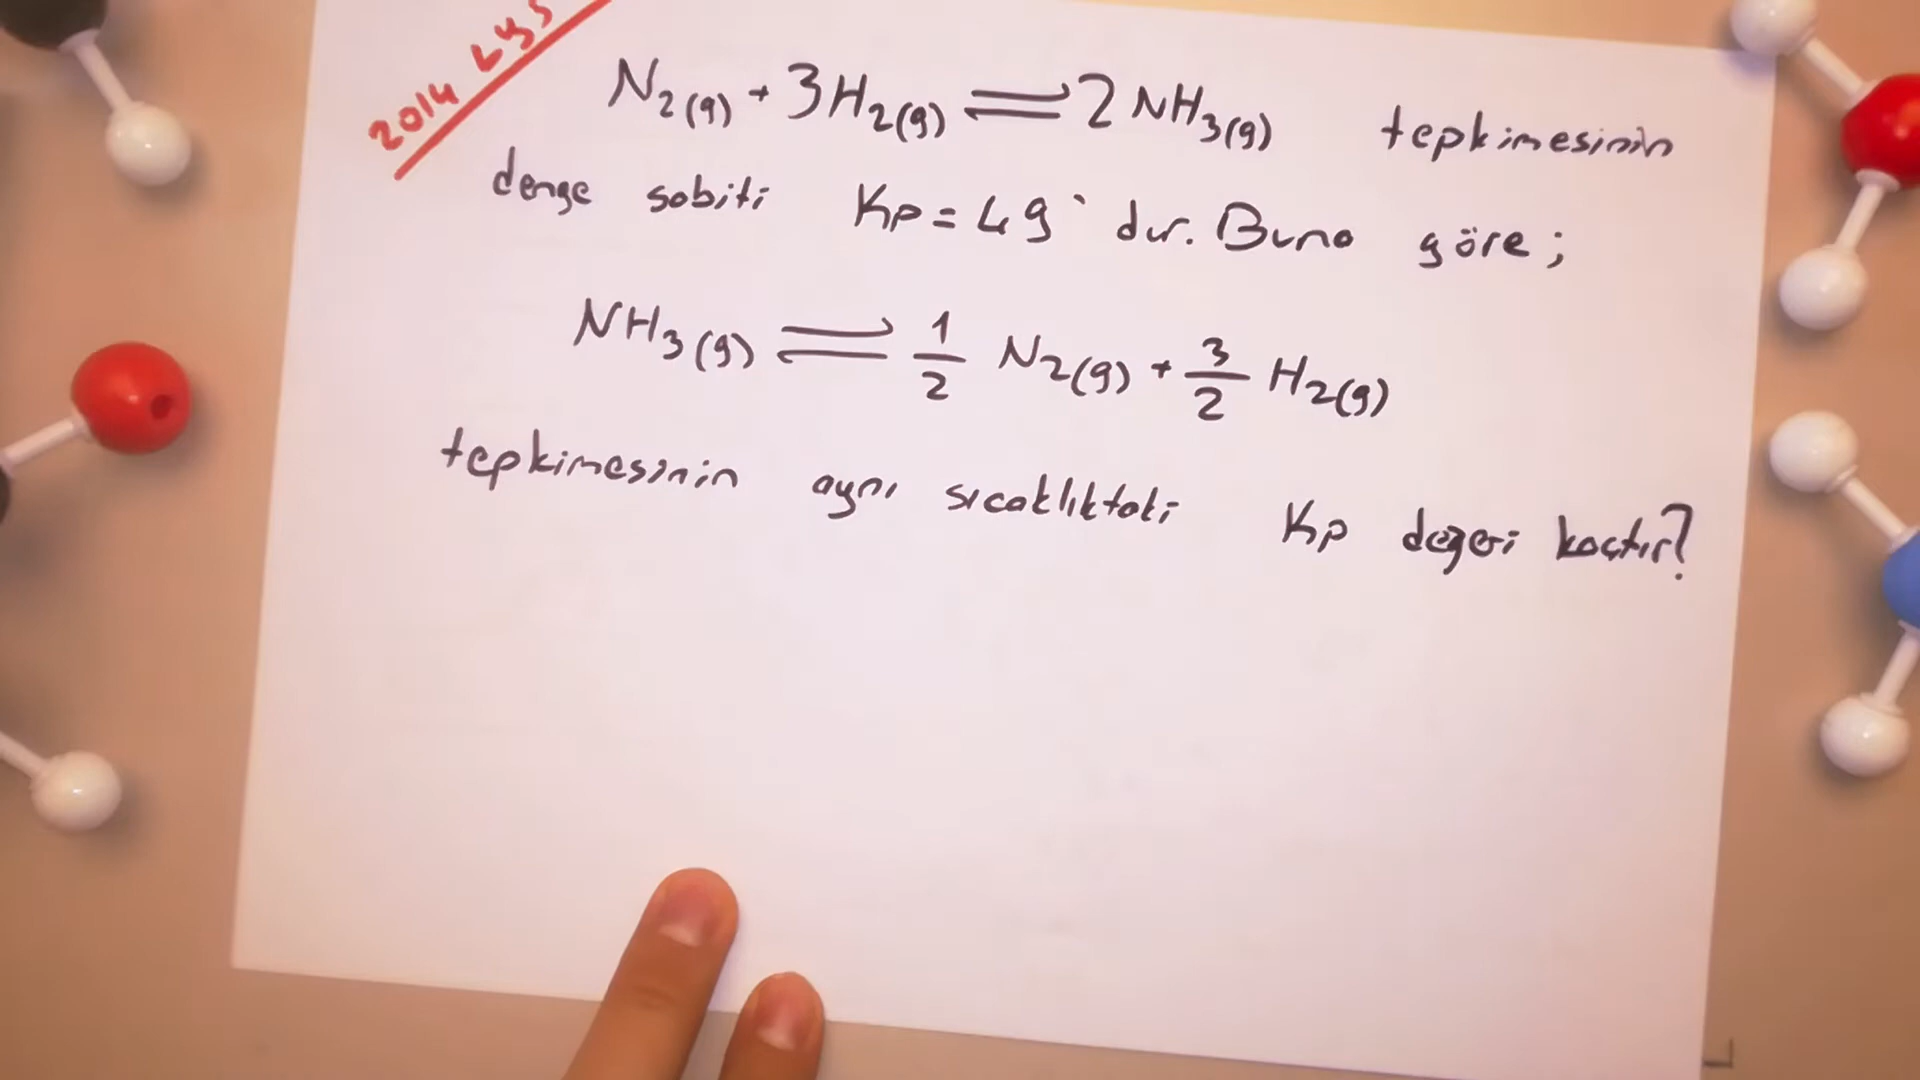 2014 LYS
N2(g) + 3H2(g) ⇌ 2NH3(g) tepkimesinin
denge sabiti Kp = 49' dur. Buna göre;
NH3(g) ⇌ 1/2 N2(g) + 3/2 H2(g)
tepkimesinin aynı sıcaklıktaki Kp değeri kaçtır?